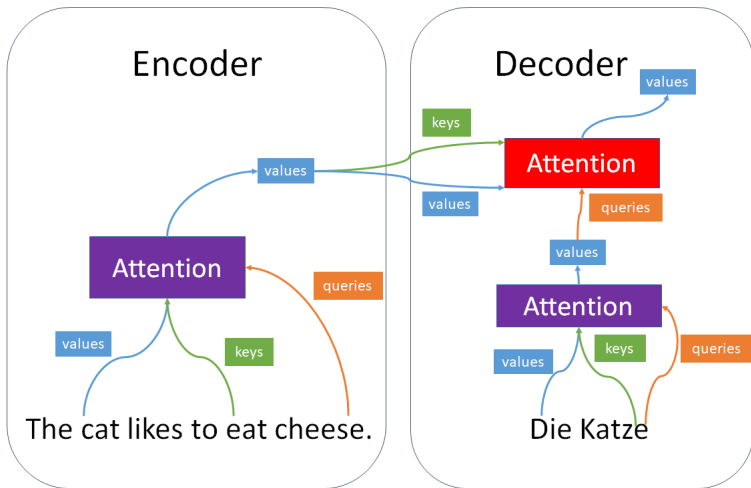 Encoder
values
Attention
queries
values
keys
The cat likes to eat cheese.
Decoder
values
keys
Attention
values
queries
values
Attention
queries
keys
values
Die Katze